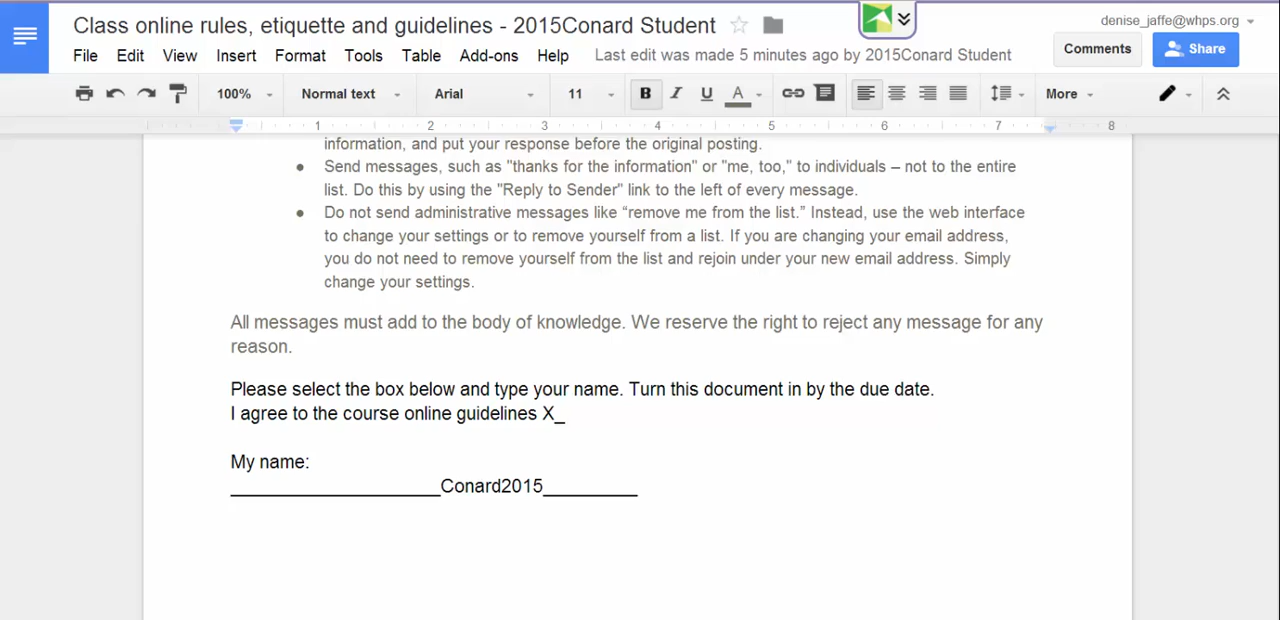 Class online rules, etiquette and guidelines - 2015Conard Student
denise_jaffe@whps.org
File Edit View Insert Format Tools Table Add-ons Help Last edit was made 5 minutes ago by 2015Conard Student
Comments Share
100% Normal text Arial 11 B I U A More
1 2 3 4 5 6 7 8
information, and put your response before the original posting.
● Send messages, such as "thanks for the information" or "me, too," to individuals – not to the entire
list. Do this by using the "Reply to Sender" link to the left of every message.
● Do not send administrative messages like “remove me from the list.” Instead, use the web interface
to change your settings or to remove yourself from a list. If you are changing your email address,
you do not need to remove yourself from the list and rejoin under your new email address. Simply
change your settings.
All messages must add to the body of knowledge. We reserve the right to reject any message for any
reason.
Please select the box below and type your name. Turn this document in by the due date.
I agree to the course online guidelines X_
My name:
____________________Conard2015_________